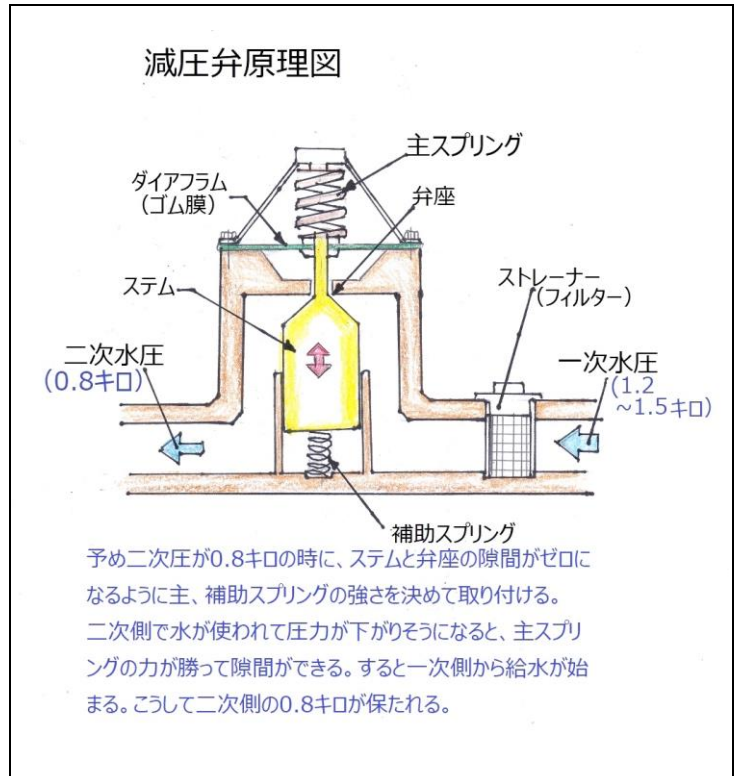 減圧弁原理図
主スプリング
ダイアフラム
(ゴム膜)
弁座
ステム
ストレーナー
(フィルター)
二次水圧
(0.8キロ)
一次水圧
(1.2
~1.5キロ)
補助スプリング
予め二次圧が0.8キロの時に、ステムと弁座の隙間がゼロに
なるように主、補助スプリングの強さを決めて取り付ける。
二次側で水が使われて圧力が下がりそうになると、主スプリ
ングの力が勝って隙間ができる。すると一次側から給水が始
まる。こうして二次側の0.8キロが保たれる。